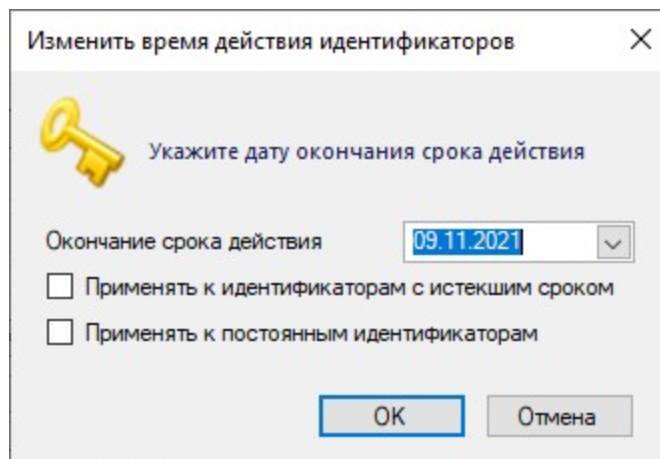 Изменить время действия идентификаторов
Укажите дату окончания срока действия
Окончание срока действия 09.11.2021
Применять к идентификаторам с истекшим сроком
Применять к постоянным идентификаторам
OK Отмена